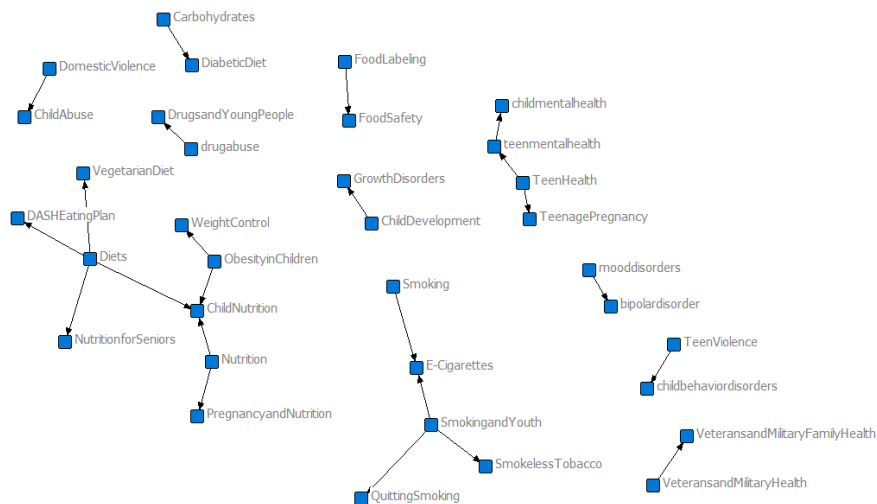 Carbohydrates
DomesticViolence
DiabeticDiet
FoodLabeling
ChildAbuse
DrugsandYoungPeople
FoodSafety
childmentalhealth
drugabuse
teenmentalhealth
VegetarianDiet
GrowthDisorders
TeenHealth
DASHEatingPlan
WeightControl
ChildDevelopment
TeenagePregnancy
Diets
ObesityinChildren
mooddisorders
Smoking
ChildNutrition
bipolardisorder
NutritionforSeniors
TeenViolence
Nutrition
E-Cigarettes
childbehaviordisorders
PregnancyandNutrition
SmokingandYouth
VeteransandMilitaryFamilyHealth
SmokelessTobacco
VeteransandMilitaryHealth
QuittingSmoking